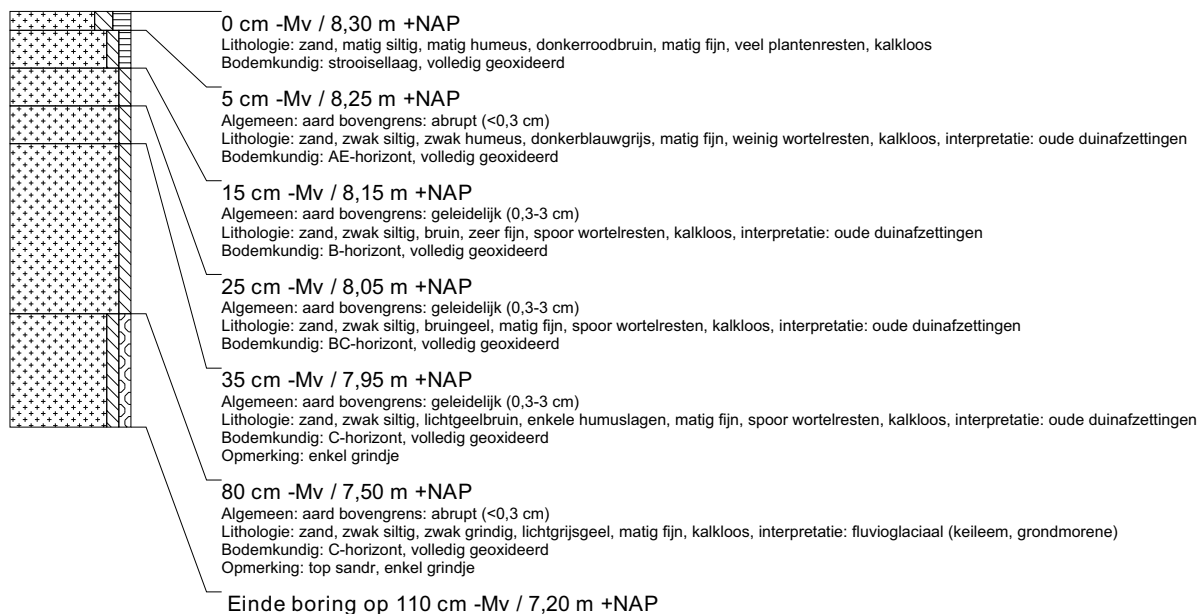 0 cm -Mv / 8,30 m +NAP
Lithologie: zand, matig siltig, matig humeus, donkerroodbruin, matig fijn, veel plantenresten, kalkloos
Bodemkundig: strooisellaag, volledig geoxideerd
5 cm -Mv / 8,25 m +NAP
Algemeen: aard bovengrens: abrupt (<0,3 cm)
Lithologie: zand, zwak siltig, zwak humeus, donkerblauwgrijs, matig fijn, weinig wortelresten, kalkloos, interpretatie: oude duinafzettingen
Bodemkundig: AE-horizont, volledig geoxideerd
15 cm -Mv / 8,15 m +NAP
Algemeen: aard bovengrens: geleidelijk (0,3-3 cm)
Lithologie: zand, zwak siltig, bruin, zeer fijn, spoor wortelresten, kalkloos, interpretatie: oude duinafzettingen
Bodemkundig: B-horizont, volledig geoxideerd
25 cm -Mv / 8,05 m +NAP
Algemeen: aard bovengrens: geleidelijk (0,3-3 cm)
Lithologie: zand, zwak siltig, bruingeel, matig fijn, spoor wortelresten, kalkloos, interpretatie: oude duinafzettingen
Bodemkundig: BC-horizont, volledig geoxideerd
35 cm -Mv / 7,95 m +NAP
Algemeen: aard bovengrens: geleidelijk (0,3-3 cm)
Lithologie: zand, zwak siltig, lichtgeelbruin, enkele humuslagen, matig fijn, spoor wortelresten, kalkloos, interpretatie: oude duinafzettingen
Bodemkundig: C-horizont, volledig geoxideerd
Opmerking: enkel grindje
80 cm -Mv / 7,50 m +NAP
Algemeen: aard bovengrens: abrupt (<0,3 cm)
Lithologie: zand, zwak siltig, zwak grindig, lichtgrijsgeel, matig fijn, kalkloos, interpretatie: fluvioglaciaal (keileem, grondmorene)
Bodemkundig: C-horizont, volledig geoxideerd
Opmerking: top sandr, enkel grindje
Einde boring op 110 cm -Mv / 7,20 m +NAP